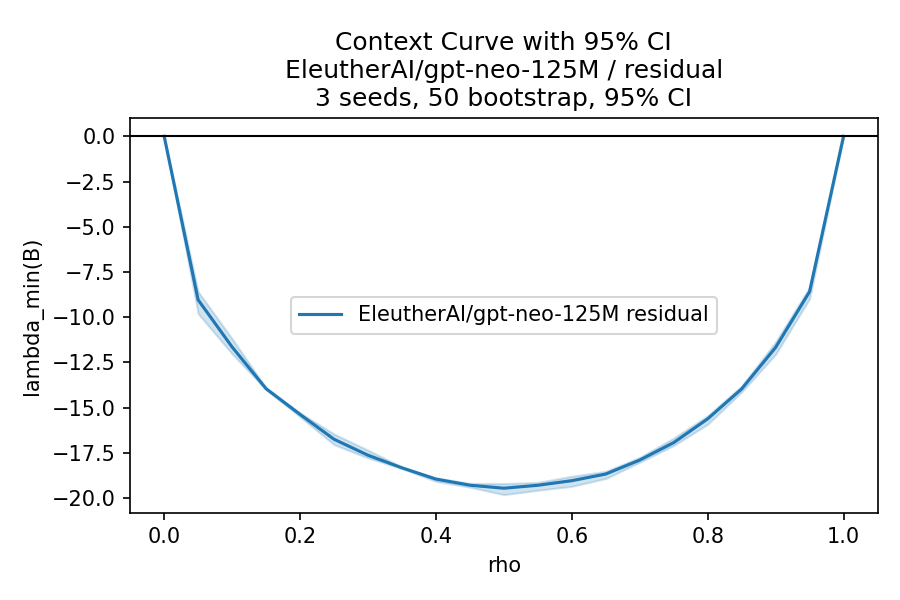 Context Curve with 95% CI
EleutherAI/gpt-neo-125M / residual
3 seeds, 50 bootstrap, 95% CI
lambda_min(B)
0.0
−2.5
−5.0
−7.5
−10.0
−12.5
−15.0
−17.5
−20.0
EleutherAI/gpt-neo-125M residual
0.0 0.2 0.4 0.6 0.8 1.0
rho